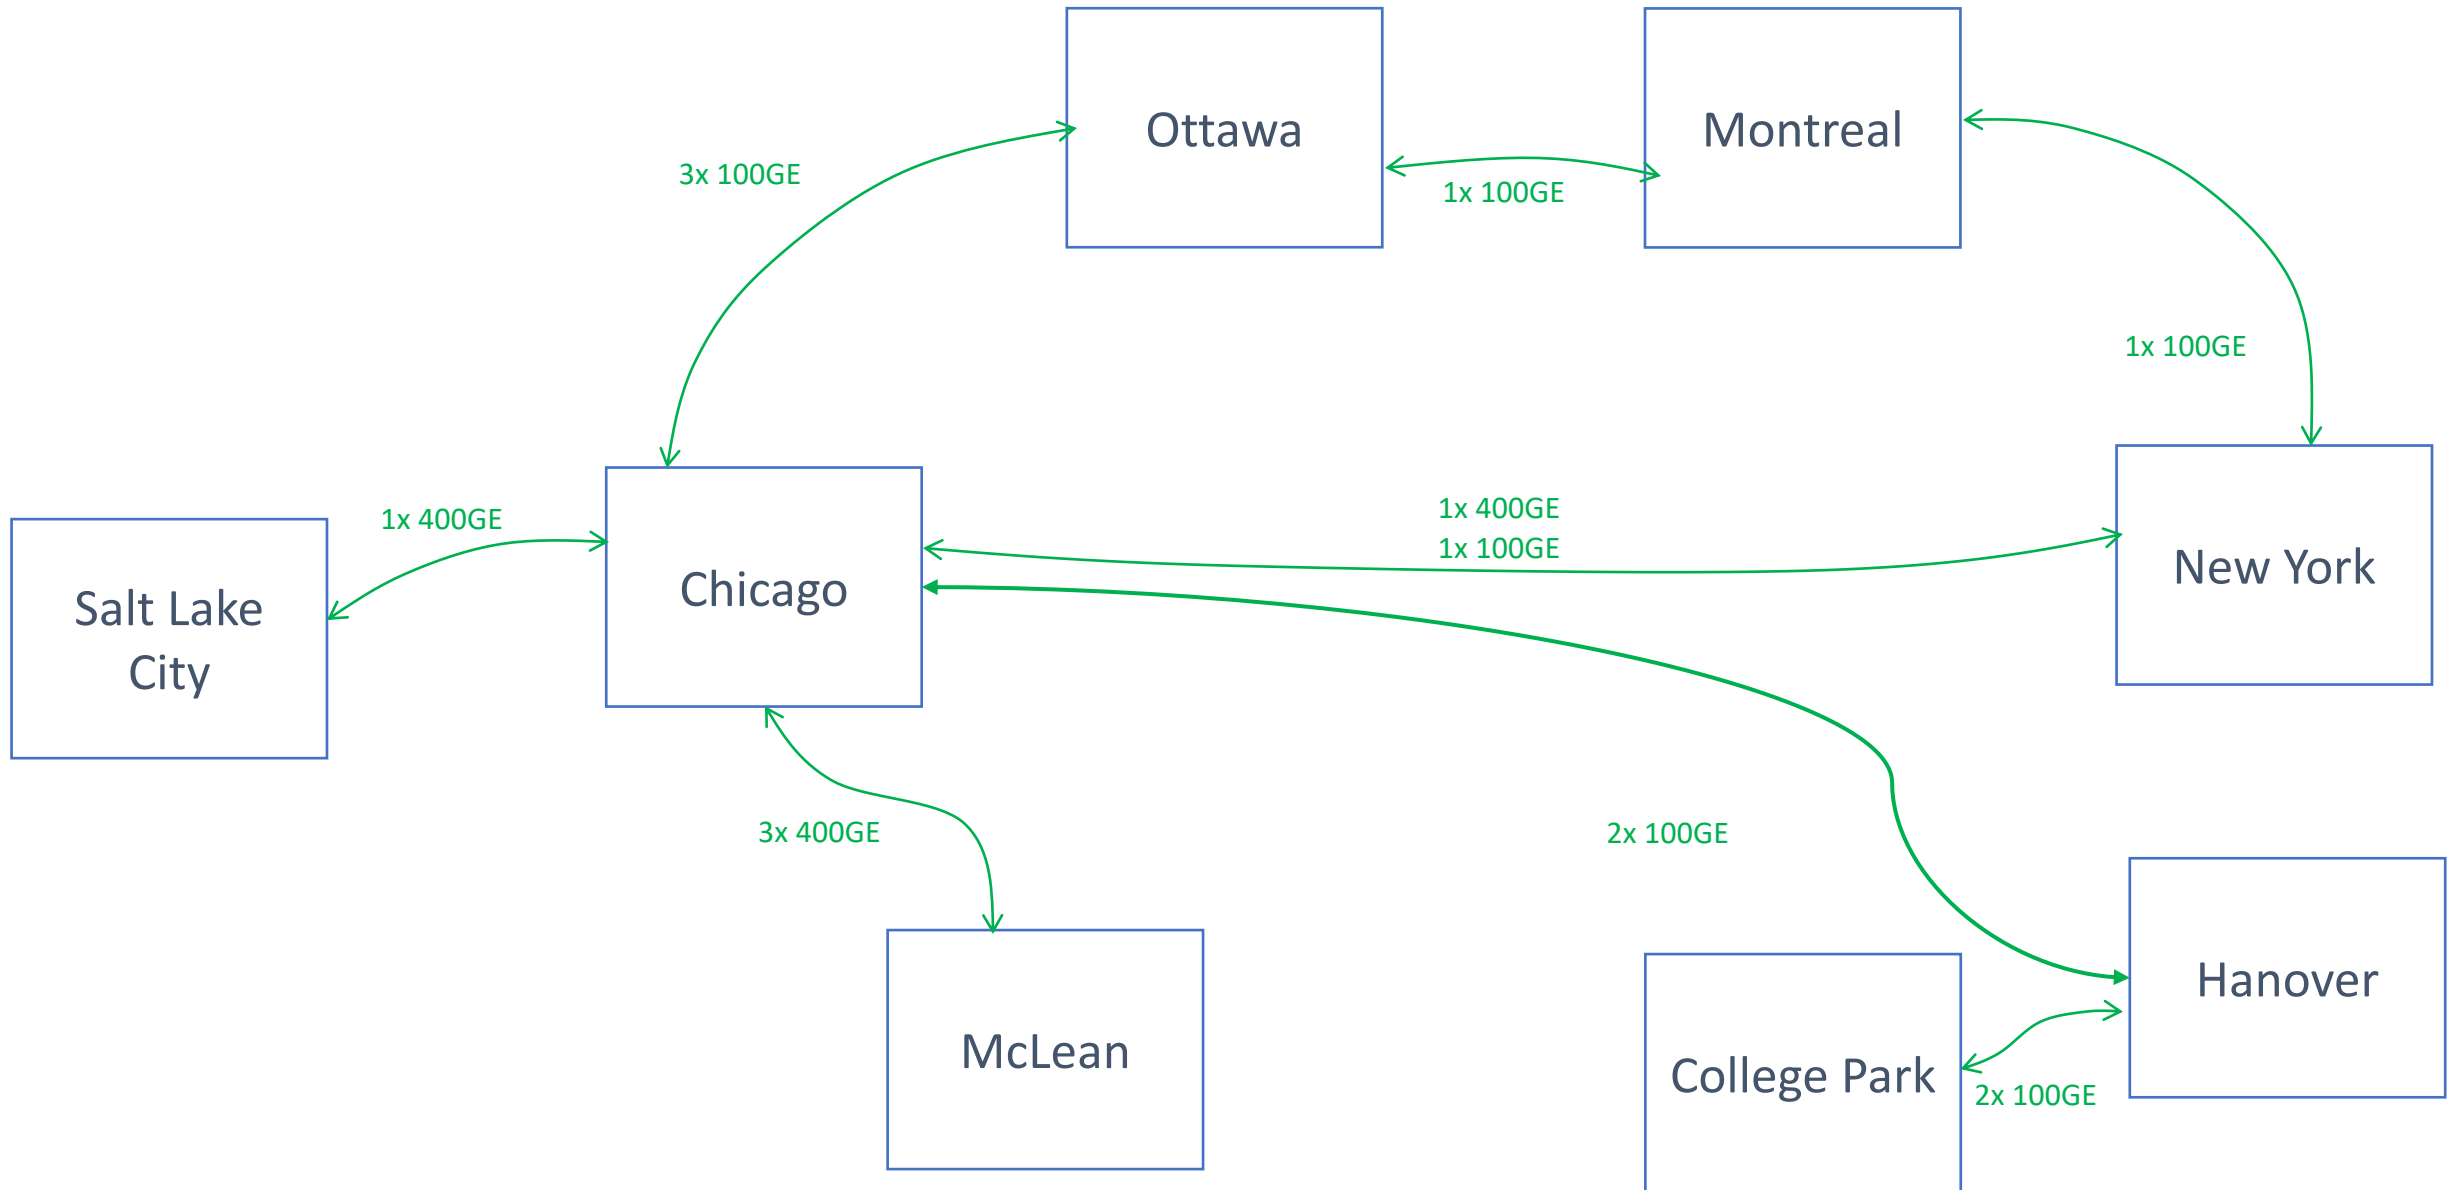 Ottawa
Montreal
3x 100GE
1x 100GE
1x 100GE
1x 400GE
1x 400GE
1x 100GE
Salt Lake
City
Chicago
New York
3x 400GE
2x 100GE
McLean
College Park
Hanover
2x 100GE